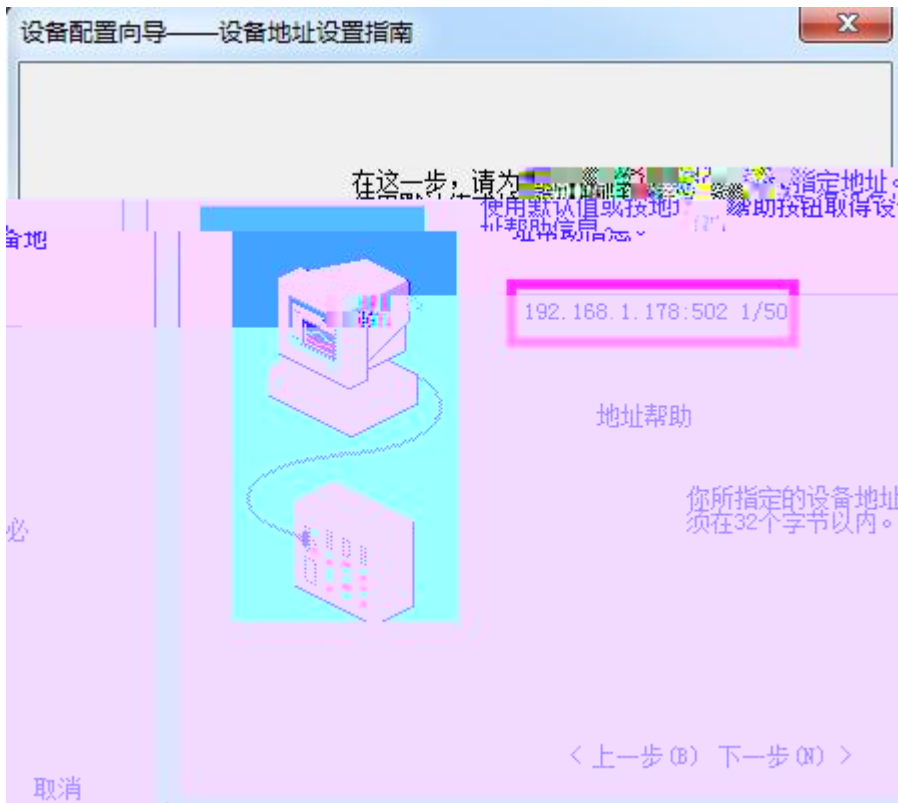 设备配置向导——设备地址设置指南
在这一步,请为 指定地址。
使用默认值或按地 帮助按钮取得设
备地
址帮助信息。
192.168.1.178:502 1/50
地址帮助
你所指定的设备地址
必
须在32个字节以内。
<上一步(B) 下一步(N) >
取消